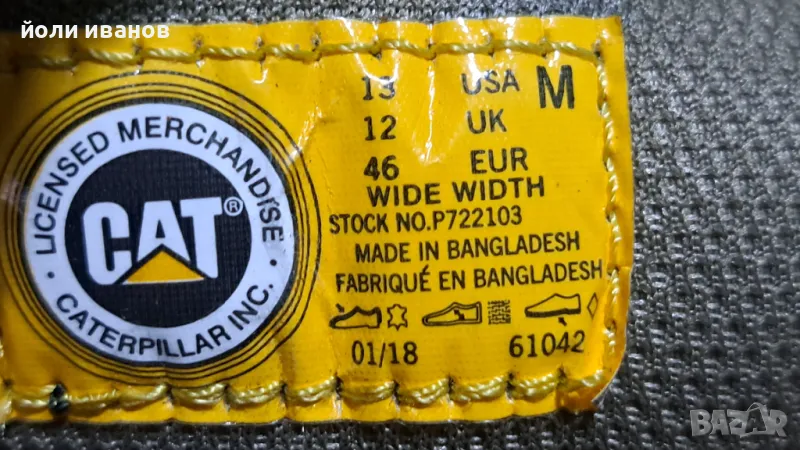 йоли иванов
· LICENSED MERCHANDISE ·
CAT®
CATERPILLAR INC.
13 USA M
12 UK
46 EUR
WIDE WIDTH
STOCK NO.P722103
MADE IN BANGLADESH
FABRIQUÉ EN BANGLADESH
01/18 61042
BAZAR